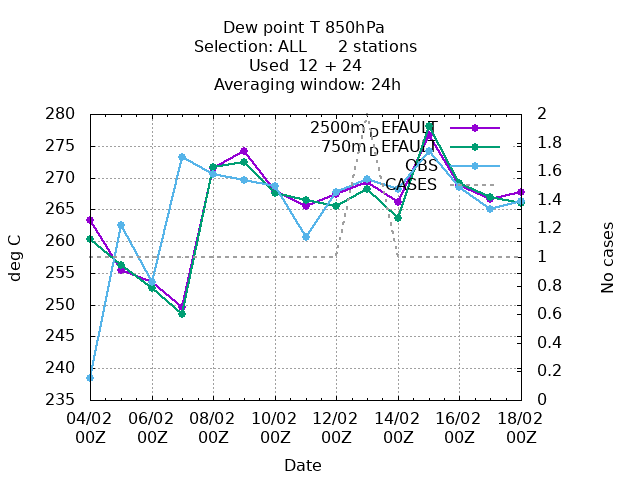 Dew point T 850hPa
Selection: ALL      2 stations
Used  12 + 24
Averaging window: 24h
280
275
270
265
260
255
250
245
240
235
2
1.8
1.6
1.4
1.2
1
0.8
0.6
0.4
0.2
0
2500m_DEFAULT
750m_DEFAULT
OBS
CASES
deg C
No cases
04/02 06/02 08/02 10/02 12/02 14/02 16/02 18/02
00Z 00Z 00Z 00Z 00Z 00Z 00Z 00Z
Date